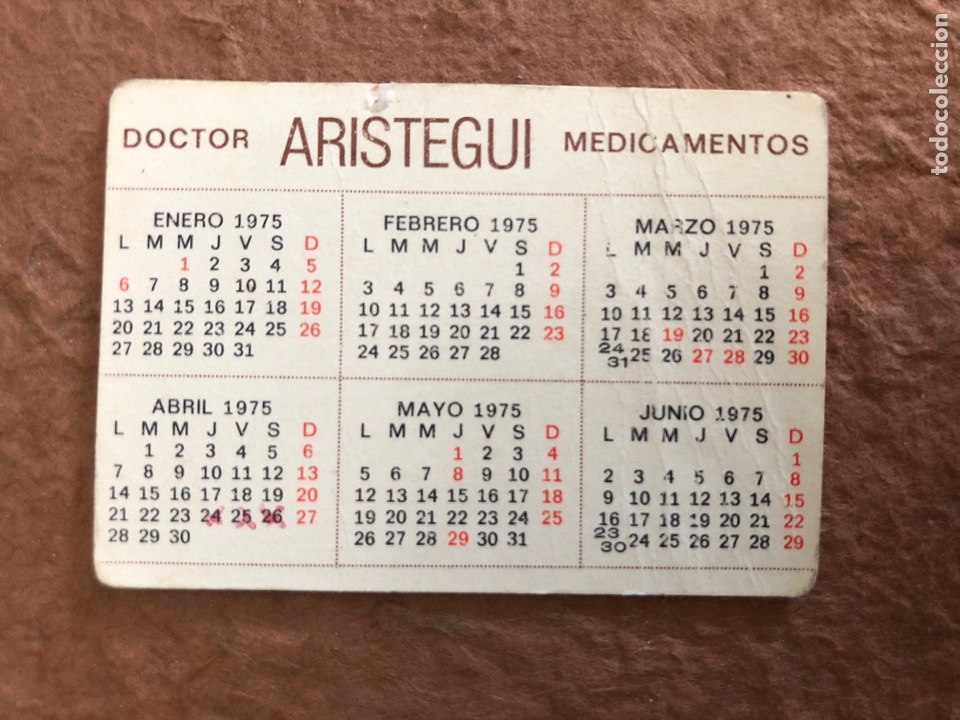 DOCTOR ARISTEGUI MEDICAMENTOS
ENERO 1975
L M M J V S D
1 2 3 4 5
6 7 8 9 10 11 12
13 14 15 16 17 18 19
20 21 22 23 24 25 26
27 28 29 30 31
FEBRERO 1975
L M M J V S D
1 2
3 4 5 6 7 8 9
10 11 12 13 14 15 16
17 18 19 20 21 22 23
24 25 26 27 28
MARZO 1975
L M M J V S D
1 2
3 4 5 6 7 8 9
10 11 12 13 14 15 16
17 18 19 20 21 22 23
24 31 25 26 27 28 29 30
ABRIL 1975
L M M J V S D
1 2 3 4 5 6
7 8 9 10 11 12 13
14 15 16 17 18 19 20
21 22 23 24 25 26 27
28 29 30
MAYO 1975
L M M J V S D
1 2 3 4
5 6 7 8 9 10 11
12 13 14 15 16 17 18
19 20 21 22 23 24 25
26 27 28 29 30 31
JUNIO 1975
L M M J V S D
1
2 3 4 5 6 7 8
9 10 11 12 13 14 15
16 17 18 19 20 21 22
23 30 24 25 26 27 28 29
todocoleccion